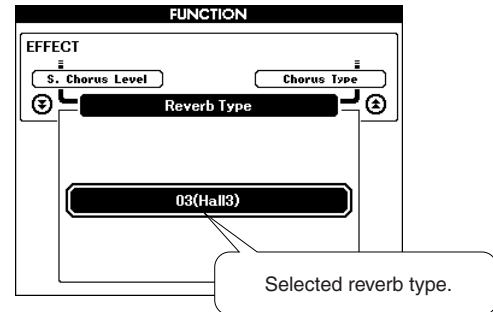 FUNCTION
EFFECT
S. Chorus Level
Chorus Type
Reverb Type
03(Hall3)
Selected reverb type.